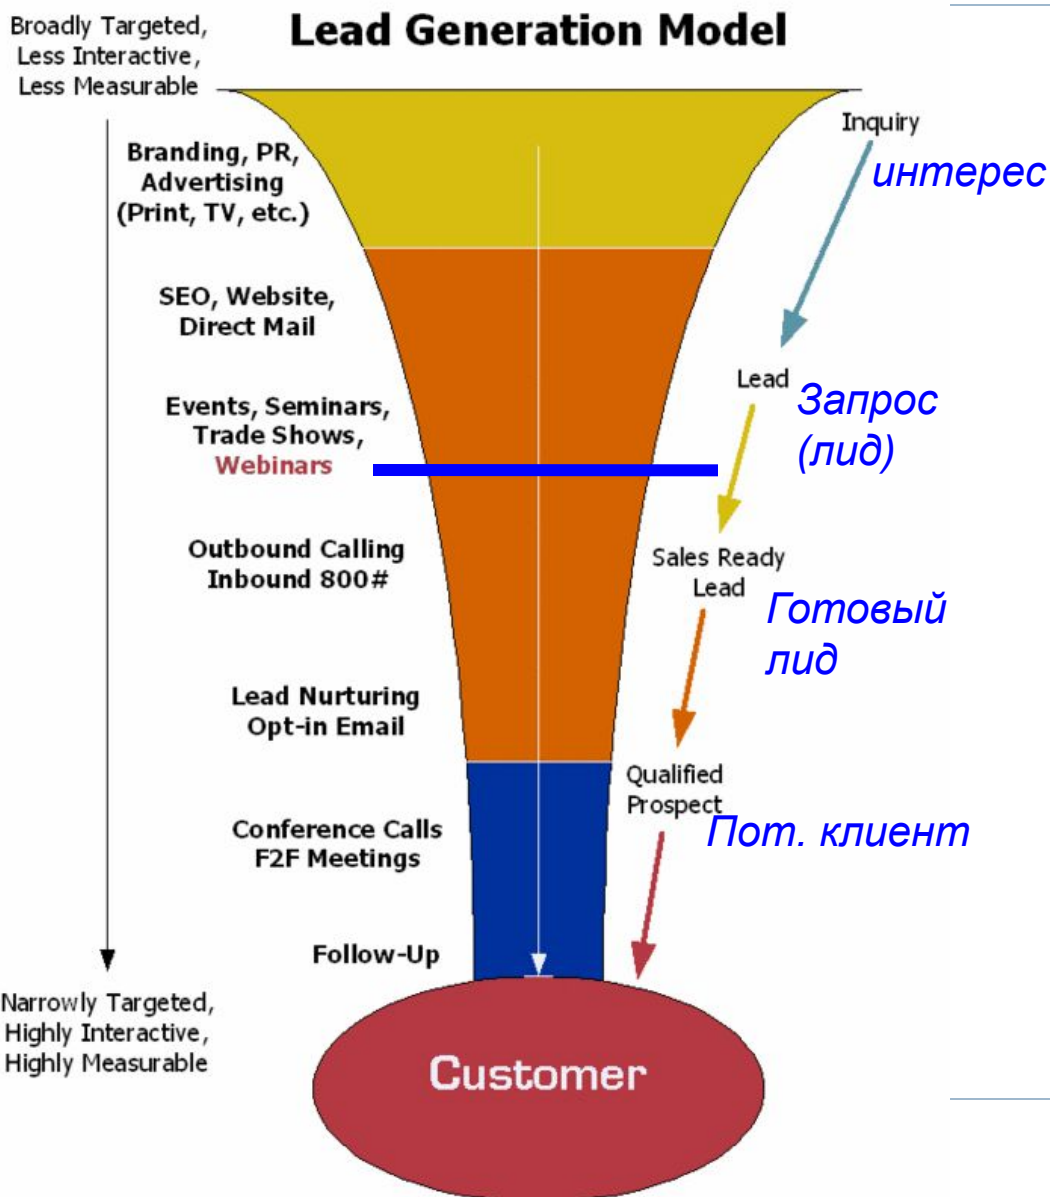 Lead Generation Model
Broadly Targeted,
Less Interactive,
Less Measurable
Branding, PR,
Advertising
(Print, TV, etc.)
SEO, Website,
Direct Mail
Events, Seminars,
Trade Shows,
Webinars
Outbound Calling
Inbound 800#
Lead Nurturing
Opt-in Email
Conference Calls
F2F Meetings
Follow-Up
Narrowly Targeted,
Highly Interactive,
Highly Measurable
Inquiry
интерес
Lead
Запрос
(лид)
Sales Ready
Lead
Готовый
лид
Qualified
Prospect
Пот. клиент
Customer